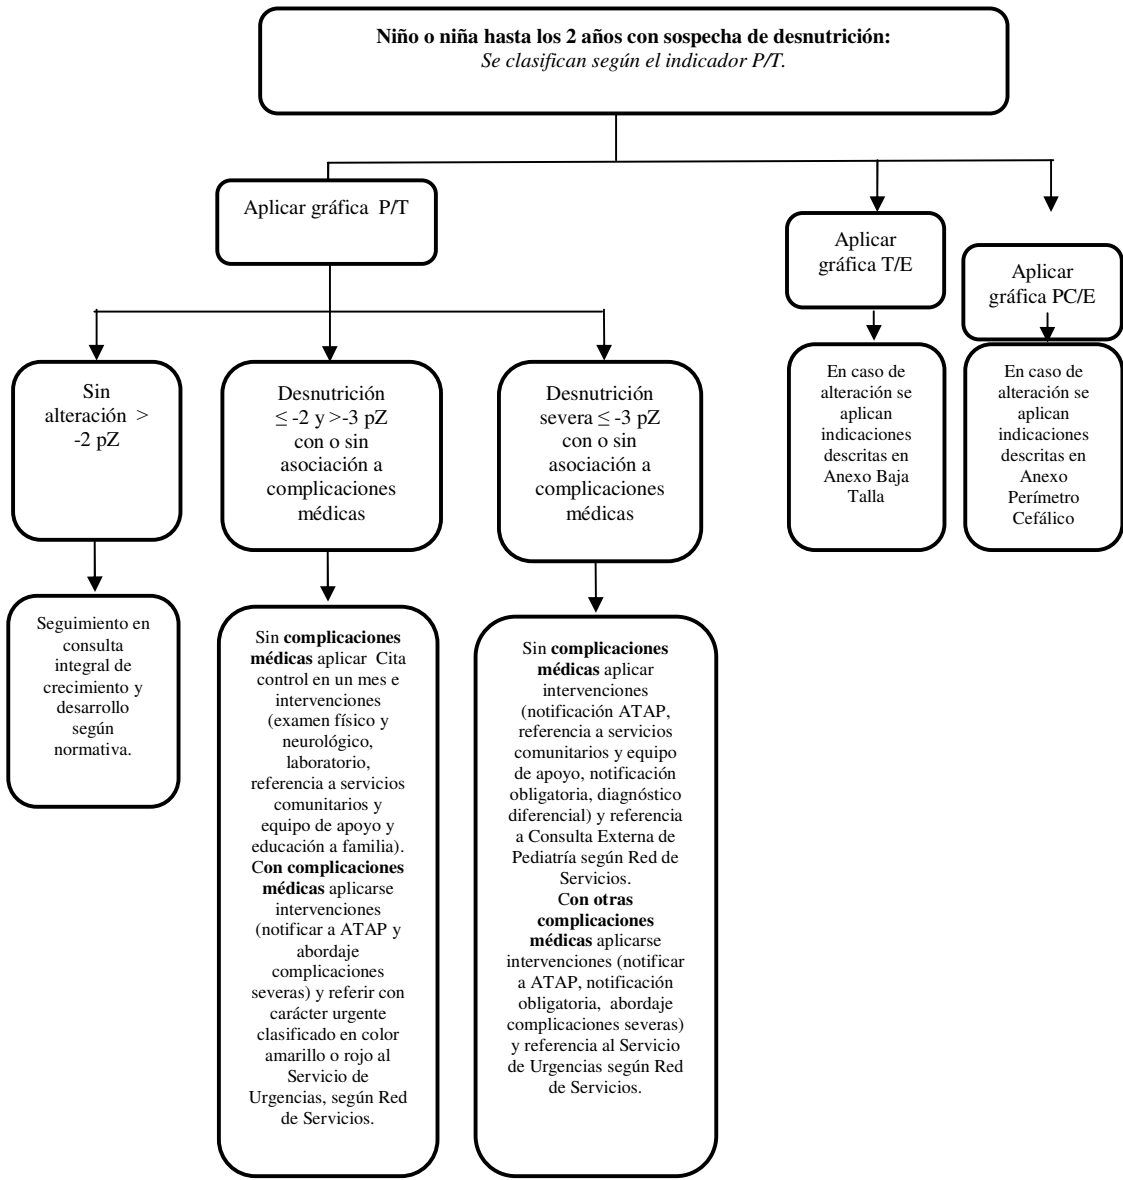 Niño o niña hasta los 2 años con sospecha de desnutrición:
Se clasifican según el indicador P/T.
Aplicar gráfica P/T
Aplicar
gráfica T/E
Aplicar
gráfica PC/E
Sin
alteración >
-2 pZ
Desnutrición
≤ -2 y >-3 pZ
con o sin
asociación a
complicaciones
médicas
Desnutrición
severa ≤ -3 pZ
con o sin
asociación a
complicaciones
médicas
En caso de
alteración se
aplican
indicaciones
descritas en
Anexo Baja
Talla
En caso de
alteración se
aplican
indicaciones
descritas en
Anexo
Perímetro
Cefálico
Seguimiento en
consulta
integral de
crecimiento y
desarrollo
según
normativa.
Sin complicaciones
médicas aplicar Cita
control en un mes e
intervenciones
(examen físico y
neurológico,
laboratorio,
referencia a servicios
comunitarios y
equipo de apoyo y
educación a familia).
Con complicaciones
médicas aplicarse
intervenciones
(notificar a ATAP y
abordaje
complicaciones
severas) y referir con
carácter urgente
clasificado en color
amarillo o rojo al
Servicio de
Urgencias, según Red
de Servicios.
Sin complicaciones
médicas aplicar
intervenciones
(notificación ATAP,
referencia a servicios
comunitarios y equipo
de apoyo, notificación
obligatoria, diagnóstico
diferencial) y referencia
a Consulta Externa de
Pediatría según Red de
Servicios.
Con otras
complicaciones
médicas aplicarse
intervenciones (notificar
a ATAP, notificación
obligatoria, abordaje
complicaciones severas)
y referencia al Servicio
de Urgencias según Red
de Servicios.